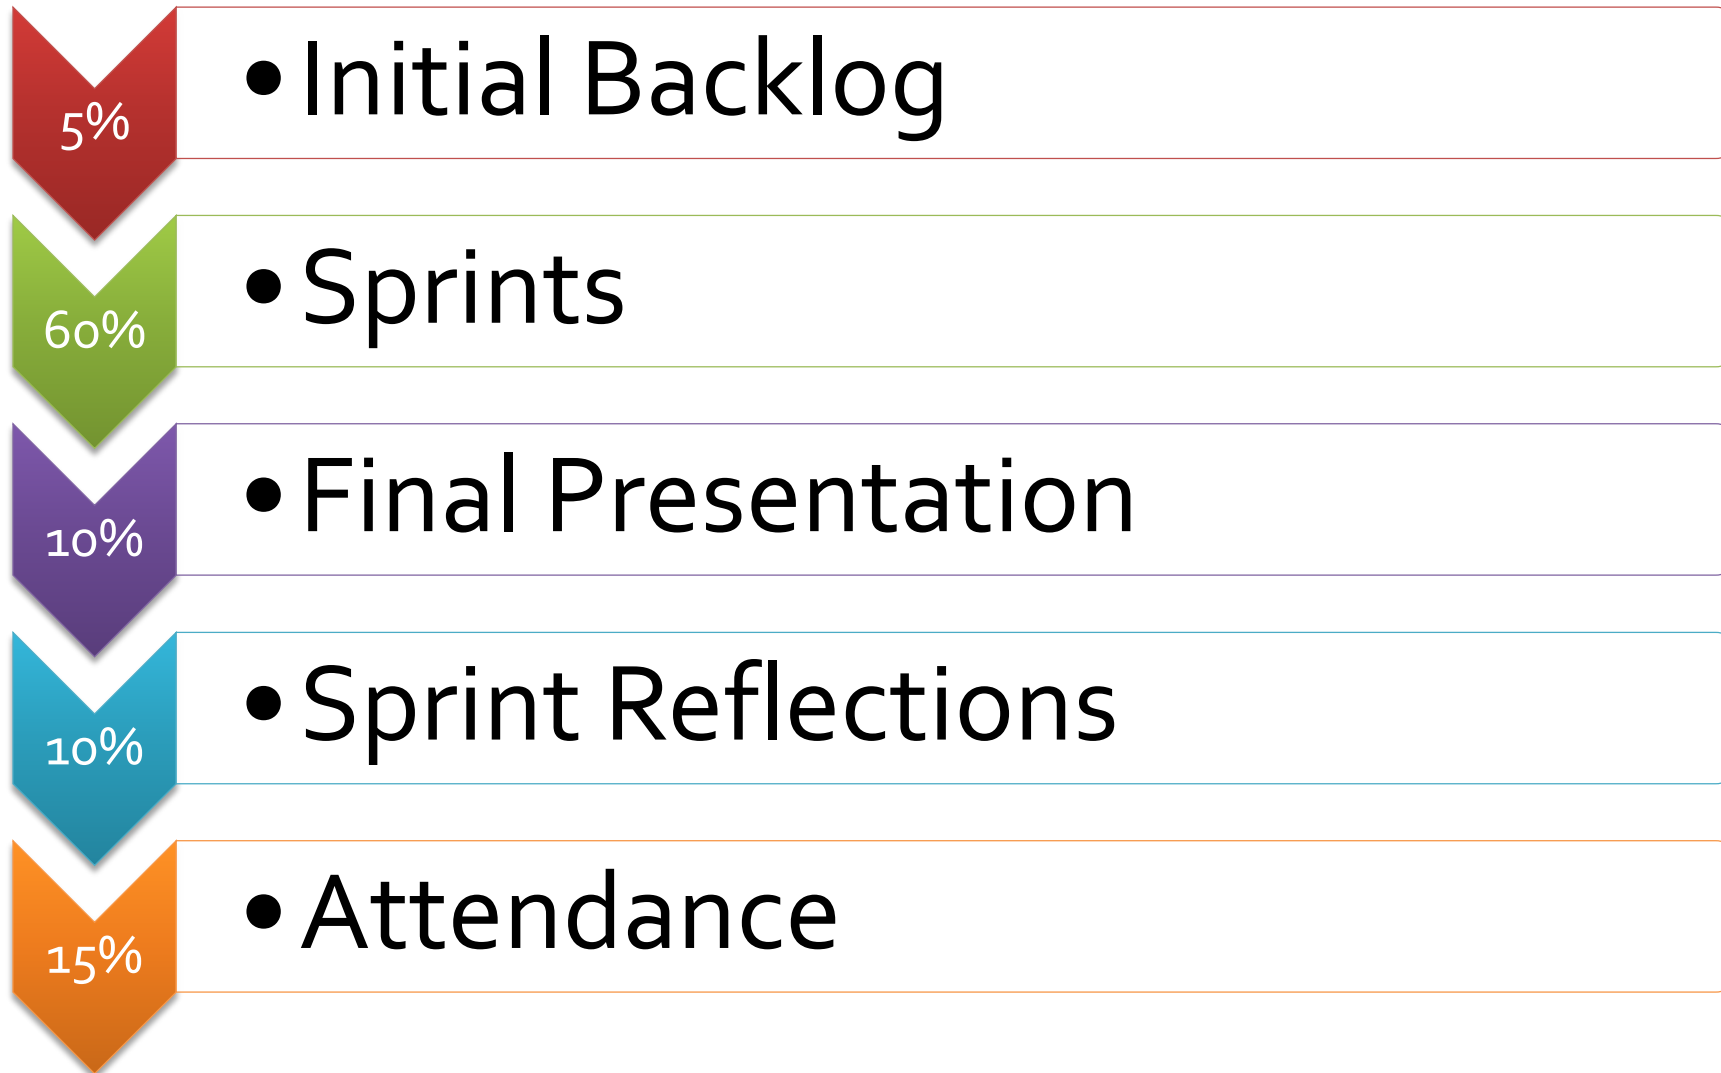 5%
• Initial Backlog
60%
• Sprints
10%
• Final Presentation
10%
• Sprint Reflections
15%
• Attendance